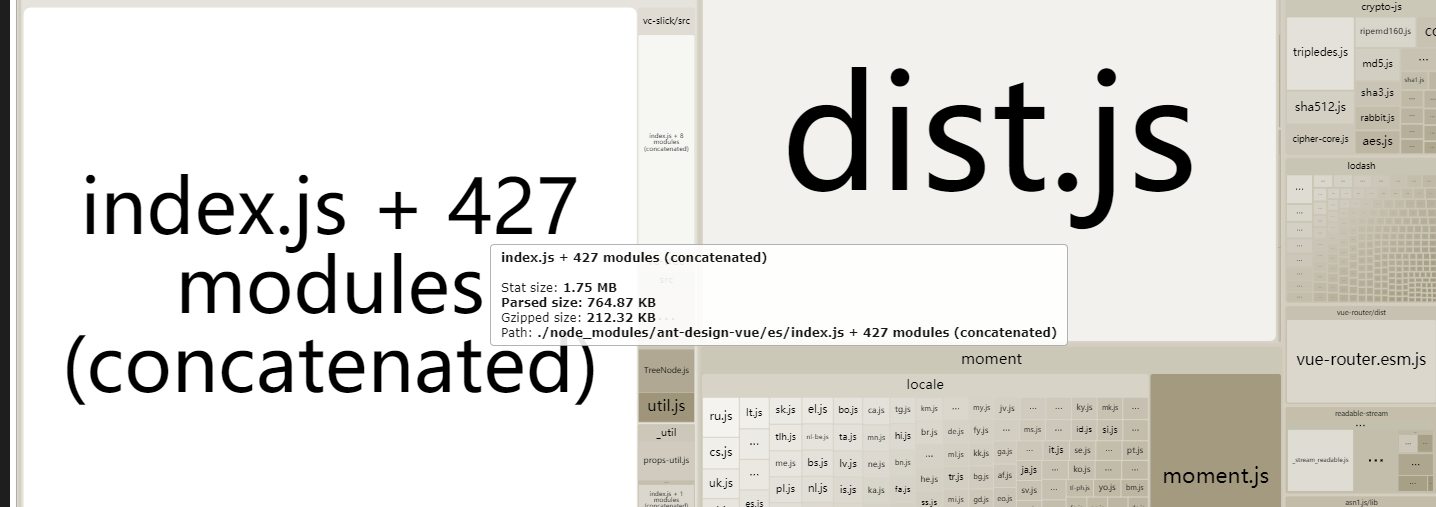 index.js + 427
modules
(concatenated)
vc-slick/src
index.js + 8
modules
(concatenated)
TreeNode.js
util.js
_util
props-util.js
index.js + 1
modules
(concatenated)
dist.js
index.js + 427 modules (concatenated)
Stat size: 1.75 MB
Parsed size: 764.87 KB
Gzipped size: 212.32 KB
Path: ./node_modules/ant-design-vue/es/index.js + 427 modules (concatenated)
moment
locale
ru.js lt.js sk.js el.js bo.js ca.js tg.js km.js ... my.js jv.js ... ... ky.js mk.js ...
cs.js ... tlh.js nl-be.js ta.js mn.js hi.js br.js de.js fy.js ... ms.js ... id.js si.js ...
uk.js ... me.js bs.js lv.js ne.js bn.js ... ml.js kk.js ga.js ... it.js se.js ... pt.js
es.js pl.js nl.js is.js ka.js fa.js he.js tr.js bg.js af.js ja.js ... ko.js ... ...
ss.js mi.js gd.js eo.js sv.js ... tl-ph.js yo.js bm.js
moment.js
crypto-js
tripledes.js
ripemd160.js
md5.js
...
sha1.js
sha512.js
sha3.js
rabbit.js
cipher-core.js
aes.js
lodash
vue-router/dist
vue-router.esm.js
readable-stream
...
_stream_readable.js
...
asn1.js/lib